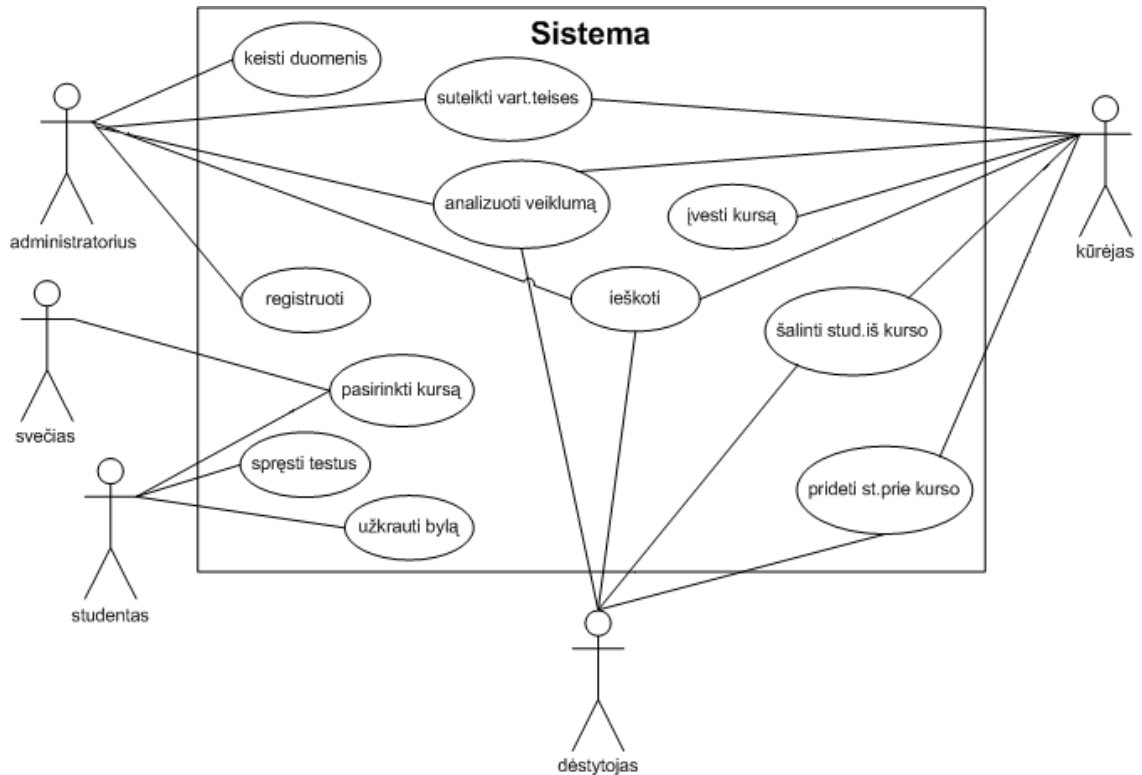 Sistema
keisti duomenis
suteikti vart.teises
analizuoti veiklumą
įvesti kursą
administratorius
kūrėjas
registruoti
ieškoti
šalinti stud.iš kurso
pasirinkti kursą
svečias
spręsti testus
prideti st.prie kurso
užkrauti bylą
studentas
dėstytojas